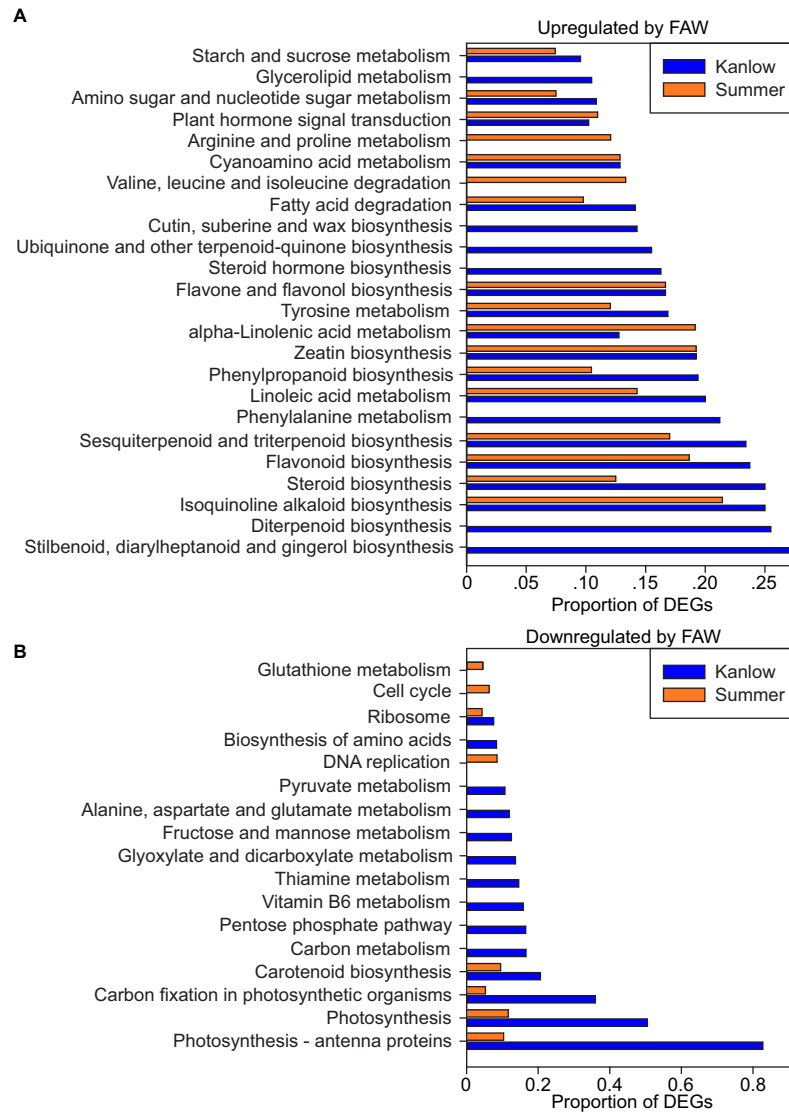 A
Upregulated by FAW
Kanlow
Summer
Starch and sucrose metabolism
Glycerolipid metabolism
Amino sugar and nucleotide sugar metabolism
Plant hormone signal transduction
Arginine and proline metabolism
Cyanoamino acid metabolism
Valine, leucine and isoleucine degradation
Fatty acid degradation
Cutin, suberine and wax biosynthesis
Ubiquinone and other terpenoid-quinone biosynthesis
Steroid hormone biosynthesis
Flavone and flavonol biosynthesis
Tyrosine metabolism
alpha-Linolenic acid metabolism
Zeatin biosynthesis
Phenylpropanoid biosynthesis
Linoleic acid metabolism
Phenylalanine metabolism
Sesquiterpenoid and triterpenoid biosynthesis
Flavonoid biosynthesis
Steroid biosynthesis
Isoquinoline alkaloid biosynthesis
Diterpenoid biosynthesis
Stilbenoid, diarylheptanoid and gingerol biosynthesis
0 .05 .10 .15 .20 .25
Proportion of DEGs
B
Downregulated by FAW
Kanlow
Summer
Glutathione metabolism
Cell cycle
Ribosome
Biosynthesis of amino acids
DNA replication
Pyruvate metabolism
Alanine, aspartate and glutamate metabolism
Fructose and mannose metabolism
Glyoxylate and dicarboxylate metabolism
Thiamine metabolism
Vitamin B6 metabolism
Pentose phosphate pathway
Carbon metabolism
Carotenoid biosynthesis
Carbon fixation in photosynthetic organisms
Photosynthesis
Photosynthesis - antenna proteins
0 0.2 0.4 0.6 0.8
Proportion of DEGs